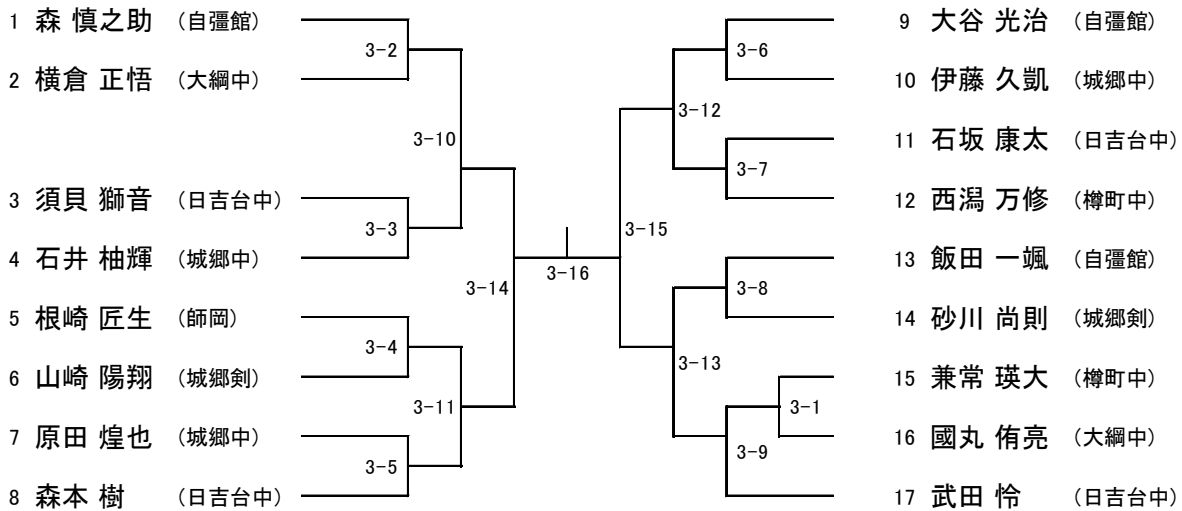 1 森 慎之助 (自彊館)
2 横倉 正悟 (大綱中)
3 須貝 獅音 (日吉台中)
4 石井 柚輝 (城郷中)
5 根崎 匠生 (師岡)
6 山崎 陽翔 (城郷剣)
7 原田 煌也 (城郷中)
8 森本 樹 (日吉台中)
3-2
3-3
3-4
3-5
3-10
3-11
3-14
3-16
3-15
3-12
3-13
3-6
3-7
3-8
3-9
3-1
9 大谷 光治 (自彊館)
10 伊藤 久凱 (城郷中)
11 石坂 康太 (日吉台中)
12 西潟 万修 (樽町中)
13 飯田 一颯 (自彊館)
14 砂川 尚則 (城郷剣)
15 兼常 瑛大 (樽町中)
16 國丸 侑亮 (大綱中)
17 武田 怜 (日吉台中)